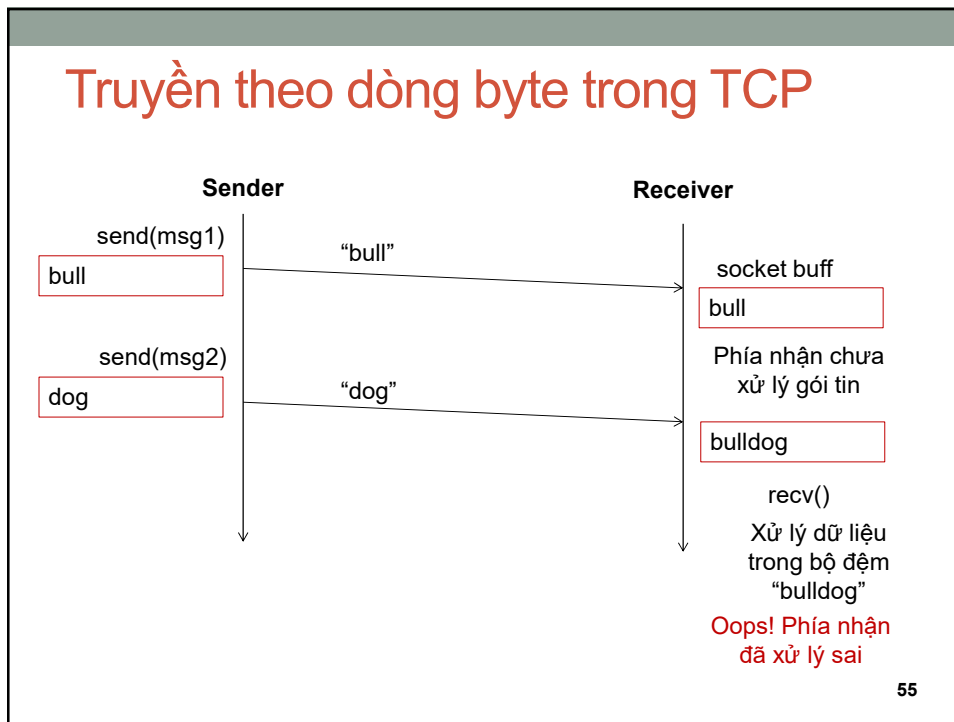 Truyền theo dòng byte trong TCP
Sender
Receiver
send(msg1)
bull
“bull”
socket buff
bull
send(msg2)
dog
“dog”
Phía nhận chưa
xử lý gói tin
bulldog
recv()
Xử lý dữ liệu
trong bộ đệm
“bulldog”
Oops! Phía nhận
đã xử lý sai
55